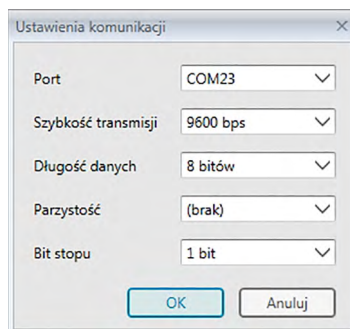 Ustawienia komunikacji
Port COM23
Szybkość transmisji 9600 bps
Długość danych 8 bitów
Parzystość (brak)
Bit stopu 1 bit
OK Anuluj